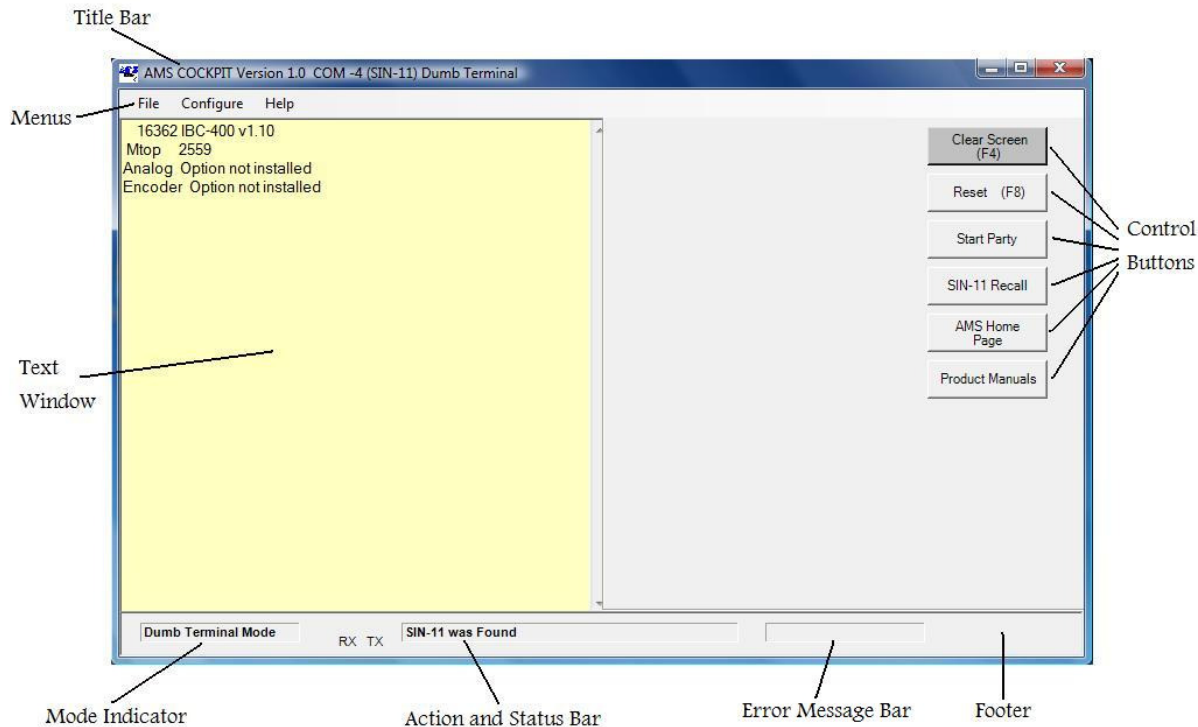 Title Bar
AMS COCKPIT Version 1.0 COM -4 (SIN-11) Dumb Terminal
Menus
File Configure Help
16362 IBC-400 v1.10
Mtop 2559
Analog Option not installed
Encoder Option not installed
Clear Screen
(F4)
Reset (F8)
Start Party
SIN-11 Recall
AMS Home
Page
Product Manuals
Control
Buttons
Text
Window
Dumb Terminal Mode
RX TX
SIN-11 was Found
Mode Indicator
Action and Status Bar
Error Message Bar
Footer